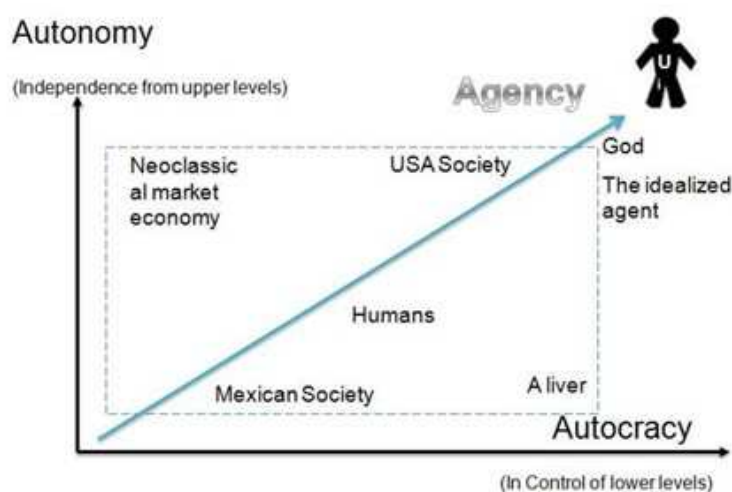 Autonomy
(Independence from upper levels)
U
Agency
God
The idealized
agent
Neoclassic
al market
economy
USA Society
Humans
Mexican Society
A liver
Autocracy
(In Control of lower levels)